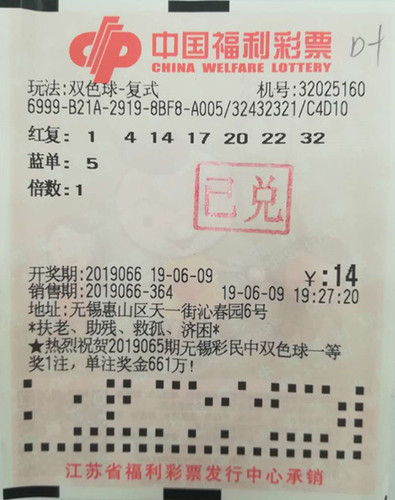 中国福利彩票
CHINA WELFARE LOTTERY
玩法:双色球-复式 机号:32025160
6999-B21A-2919-8BF8-A005/32432321/C4D10
红复: 1 4 14 17 20 22 32
蓝单: 5
倍数:1
已兑
开奖期:2019066 19-06-09 ¥:14
销售期:2019066-364 19-06-09 19:27:20
地址:无锡惠山区天一街沁春园6号
*扶老、助残、救孤、济困*
★热烈祝贺2019065期无锡彩民中双色球一等
奖1注，单注奖金661万!
江苏省福利彩票发行中心承销